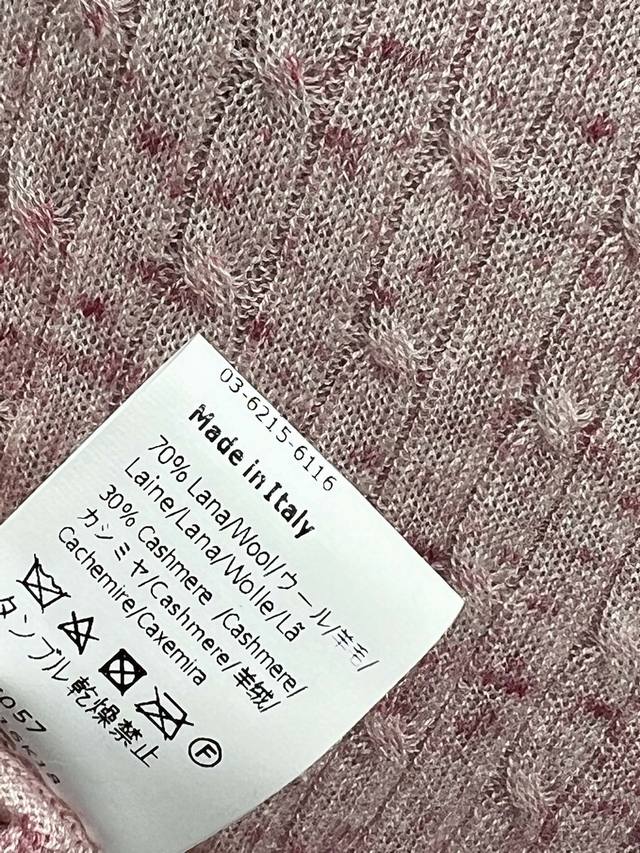 03-6215-6116
Made in Italy
70% Lana/Wool/ウール/羊毛/
Laine/Lana/Wolle/Lã
30% Cashmere /Cashmere/
カシミヤ/Cashmere/羊绒/
Cachemire/Caxemira
F
タンブル乾燥禁止